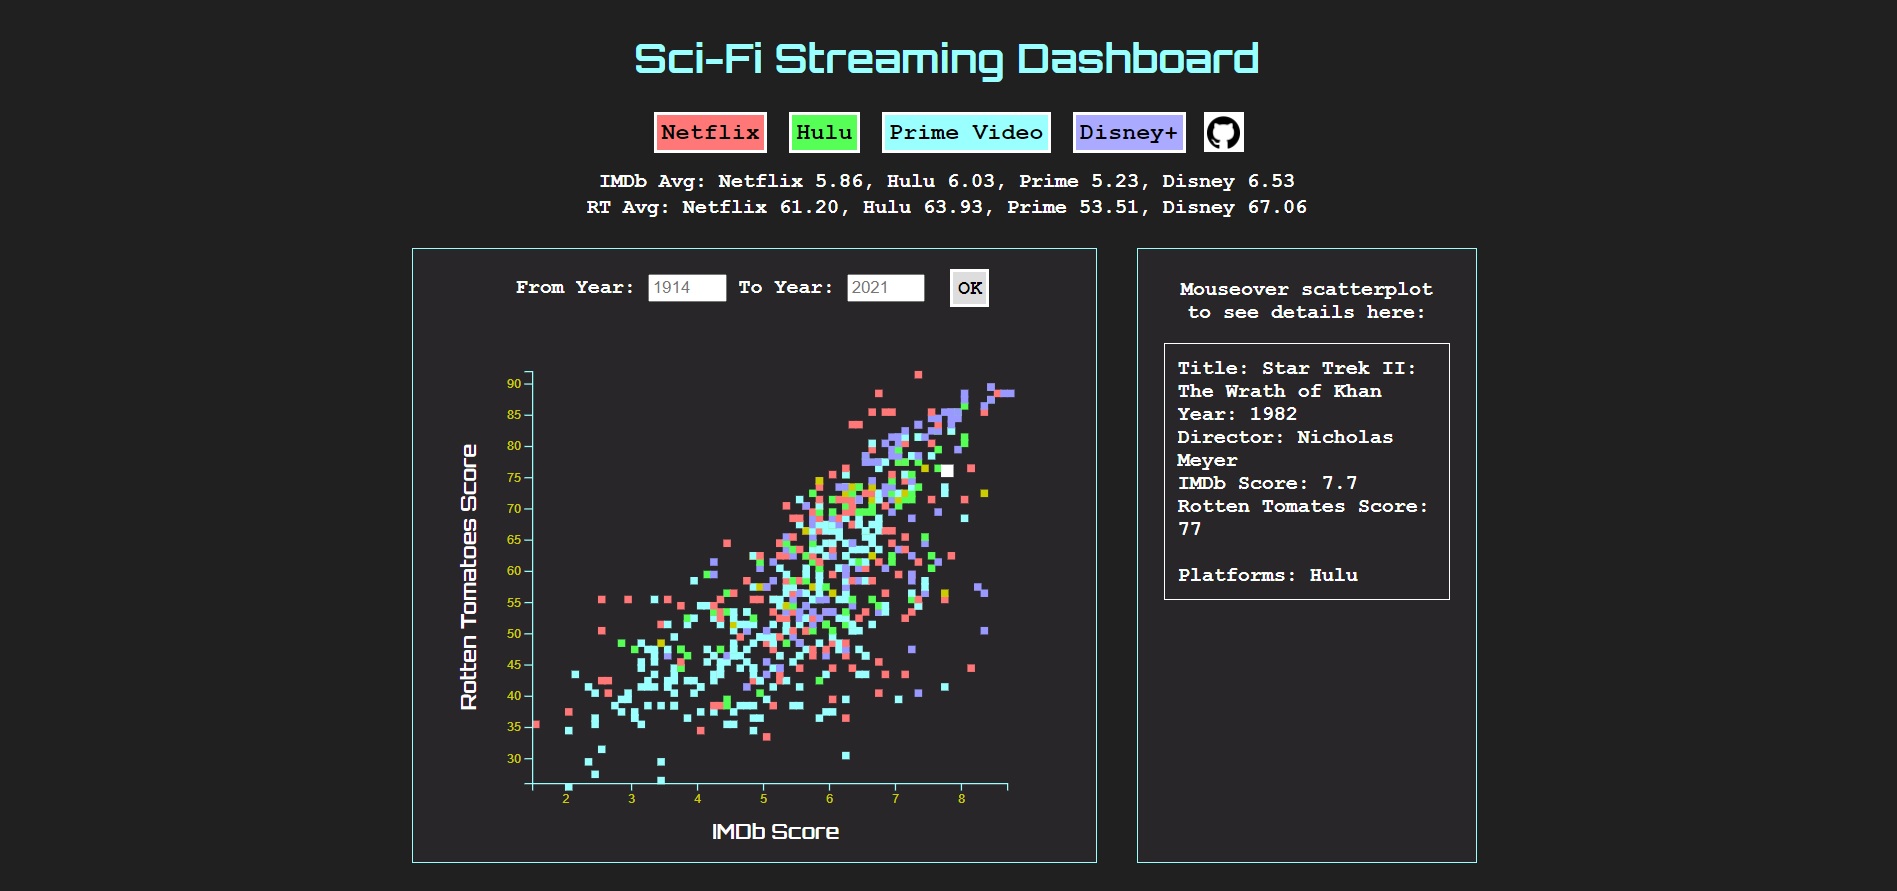 Sci-Fi Streaming Dashboard
Netflix
Hulu
Prime Video
Disney+
IMDb Avg: Netflix 5.86, Hulu 6.03, Prime 5.23, Disney 6.53
RT Avg: Netflix 61.20, Hulu 63.93, Prime 53.51, Disney 67.06
From Year: 1914 To Year: 2021 OK
Rotten Tomatoes Score
90
85
80
75
70
65
60
55
50
45
40
35
30
2 3 4 5 6 7 8
IMDb Score
Mouseover scatterplot
to see details here:
Title: Star Trek II:
The Wrath of Khan
Year: 1982
Director: Nicholas
Meyer
IMDb Score: 7.7
Rotten Tomates Score:
77
Platforms: Hulu